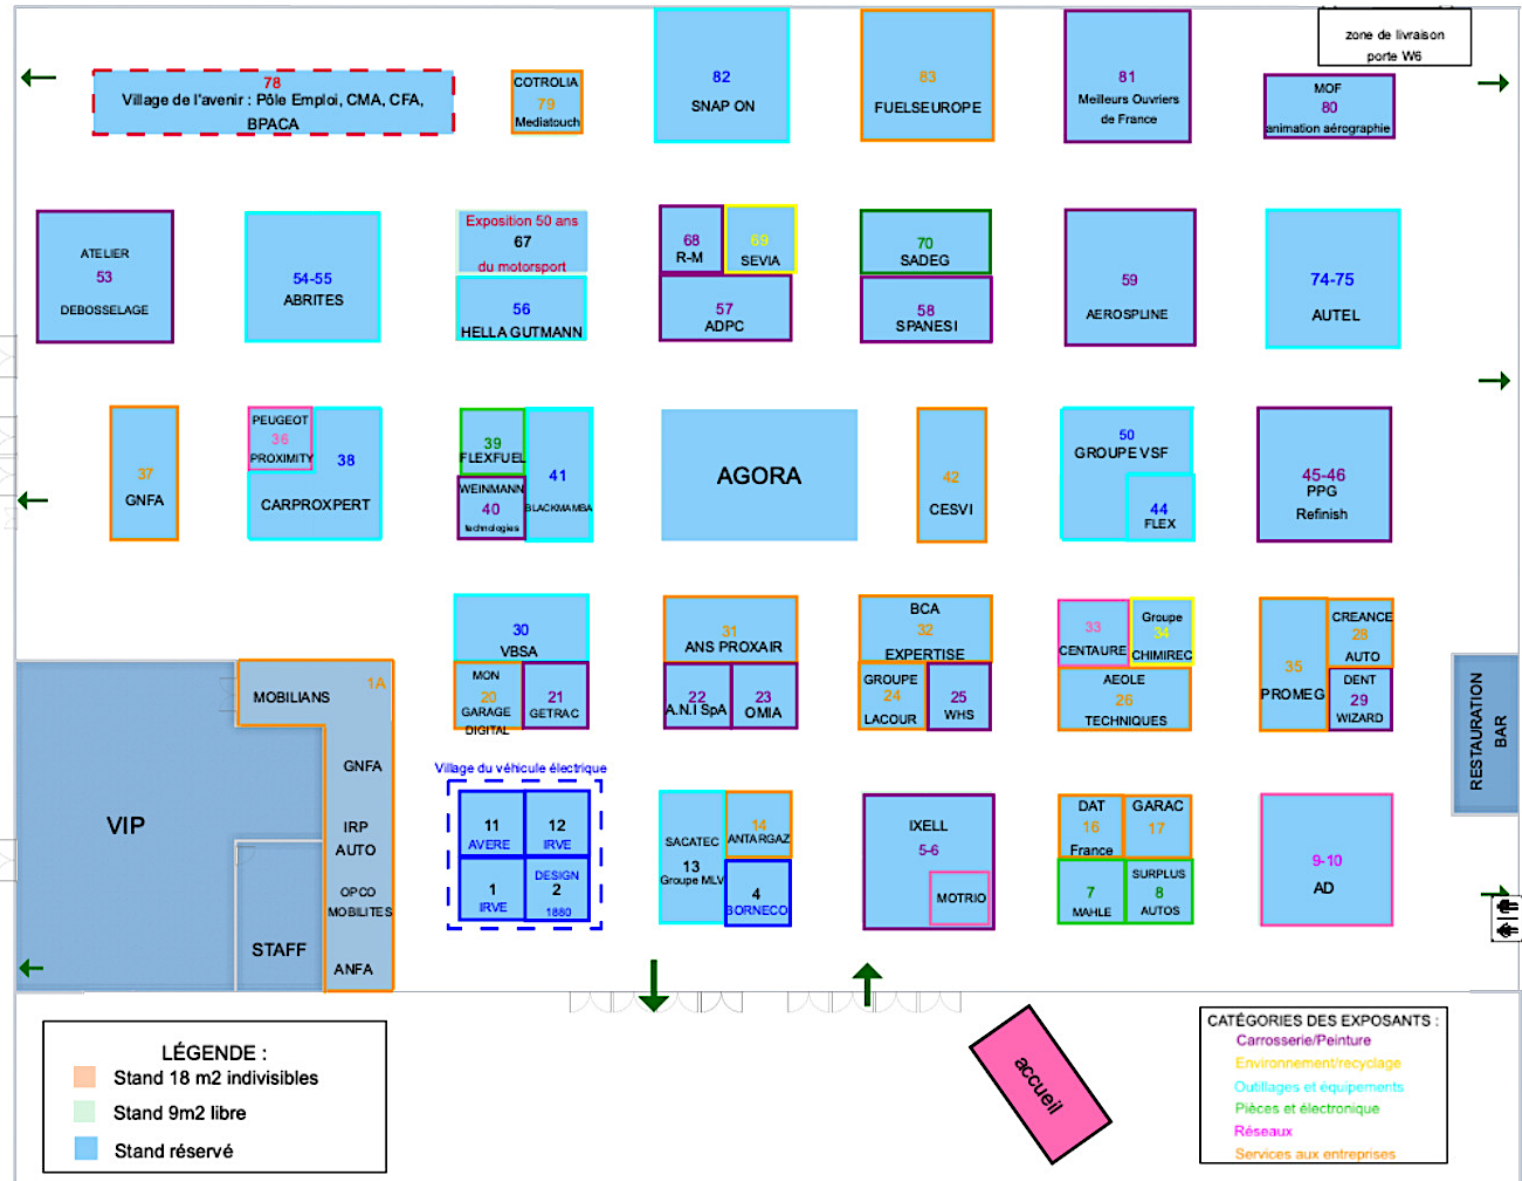 zone de livraison
porte W6
78
Village de l'avenir : Pôle Emploi, CMA, CFA,
BPACA
COTROLIA
79
Mediatouch
82
SNAP ON
83
FUELSEUROPE
81
Meilleurs Ouvriers
de France
MOF
80
animation aérographie
ATELIER
53
DEBOSSELAGE
54-55
ABRITES
Exposition 50 ans
67
du motorsport
56
HELLA GUTMANN
68
R-M
69
SEVIA
57
ADPC
70
SADEG
58
SPANESI
59
AEROSPLINE
74-75
AUTEL
37
GNFA
PEUGEOT
36
PROXIMITY
38
CARPROXPERT
39
FLEXFUEL
WEINMANN
40
technologies
41
BLACKMAMBA
AGORA
42
CESVI
50
GROUPE VSF
44
FLEX
45-46
PPG
Refinish
30
VBSA
MON
20
GARAGE
DIGITAL
21
GETRAC
31
ANS PROXAIR
22
A.N.I SpA
23
OMIA
BCA
32
EXPERTISE
GROUPE
24
LACOUR
25
WHS
33
CENTAURE
Groupe
34
CHIMIREC
AEOLE
26
TECHNIQUES
35
PROMEG
CREANCE
28
AUTO
DENT
29
WIZARD
RESTAURATION
BAR
MOBILIANS
1A
GNFA
IRP
AUTO
OPCO
MOBILITES
ANFA
VIP
STAFF
Village du véhicule électrique
11
AVERE
12
IRVE
1
IRVE
DESIGN
2
1880
SACATEC
13
Groupe MLV
14
ANTARGAZ
4
BORNECO
IXELL
5-6
MOTRIO
DAT
16
France
GARAC
17
7
MAHLE
SURPLUS
8
AUTOS
9-10
AD
accueil
LÉGENDE :
Stand 18 m2 indivisibles
Stand 9m2 libre
Stand réservé
CATÉGORIES DES EXPOSANTS :
Carrosserie/Peinture
Environnement/recyclage
Outillages et équipements
Pièces et électronique
Réseaux
Services aux entreprises